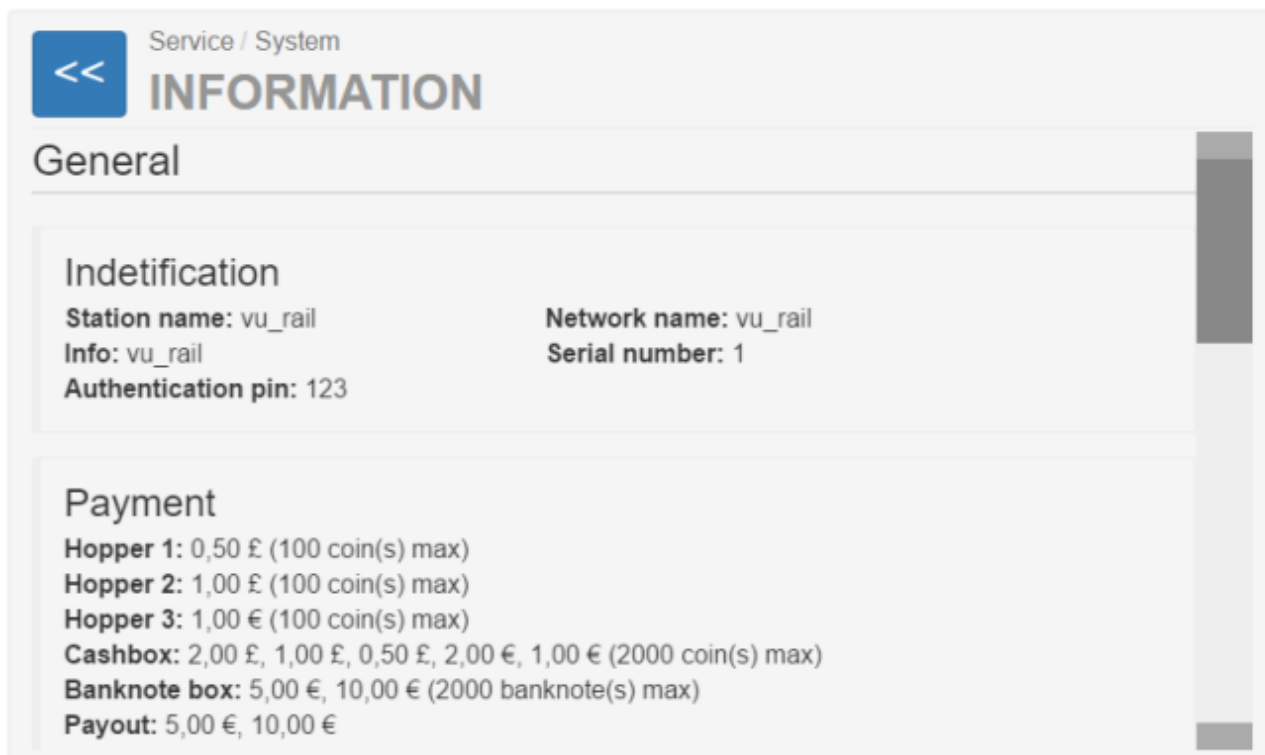 <<
Service / System
INFORMATION
General
Indetification
Station name: vu_rail Network name: vu_rail
Info: vu_rail Serial number: 1
Authentication pin: 123
Payment
Hopper 1: 0,50 £ (100 coin(s) max)
Hopper 2: 1,00 £ (100 coin(s) max)
Hopper 3: 1,00 € (100 coin(s) max)
Cashbox: 2,00 £, 1,00 £, 0,50 £, 2,00 €, 1,00 € (2000 coin(s) max)
Banknote box: 5,00 €, 10,00 € (2000 banknote(s) max)
Payout: 5,00 €, 10,00 €